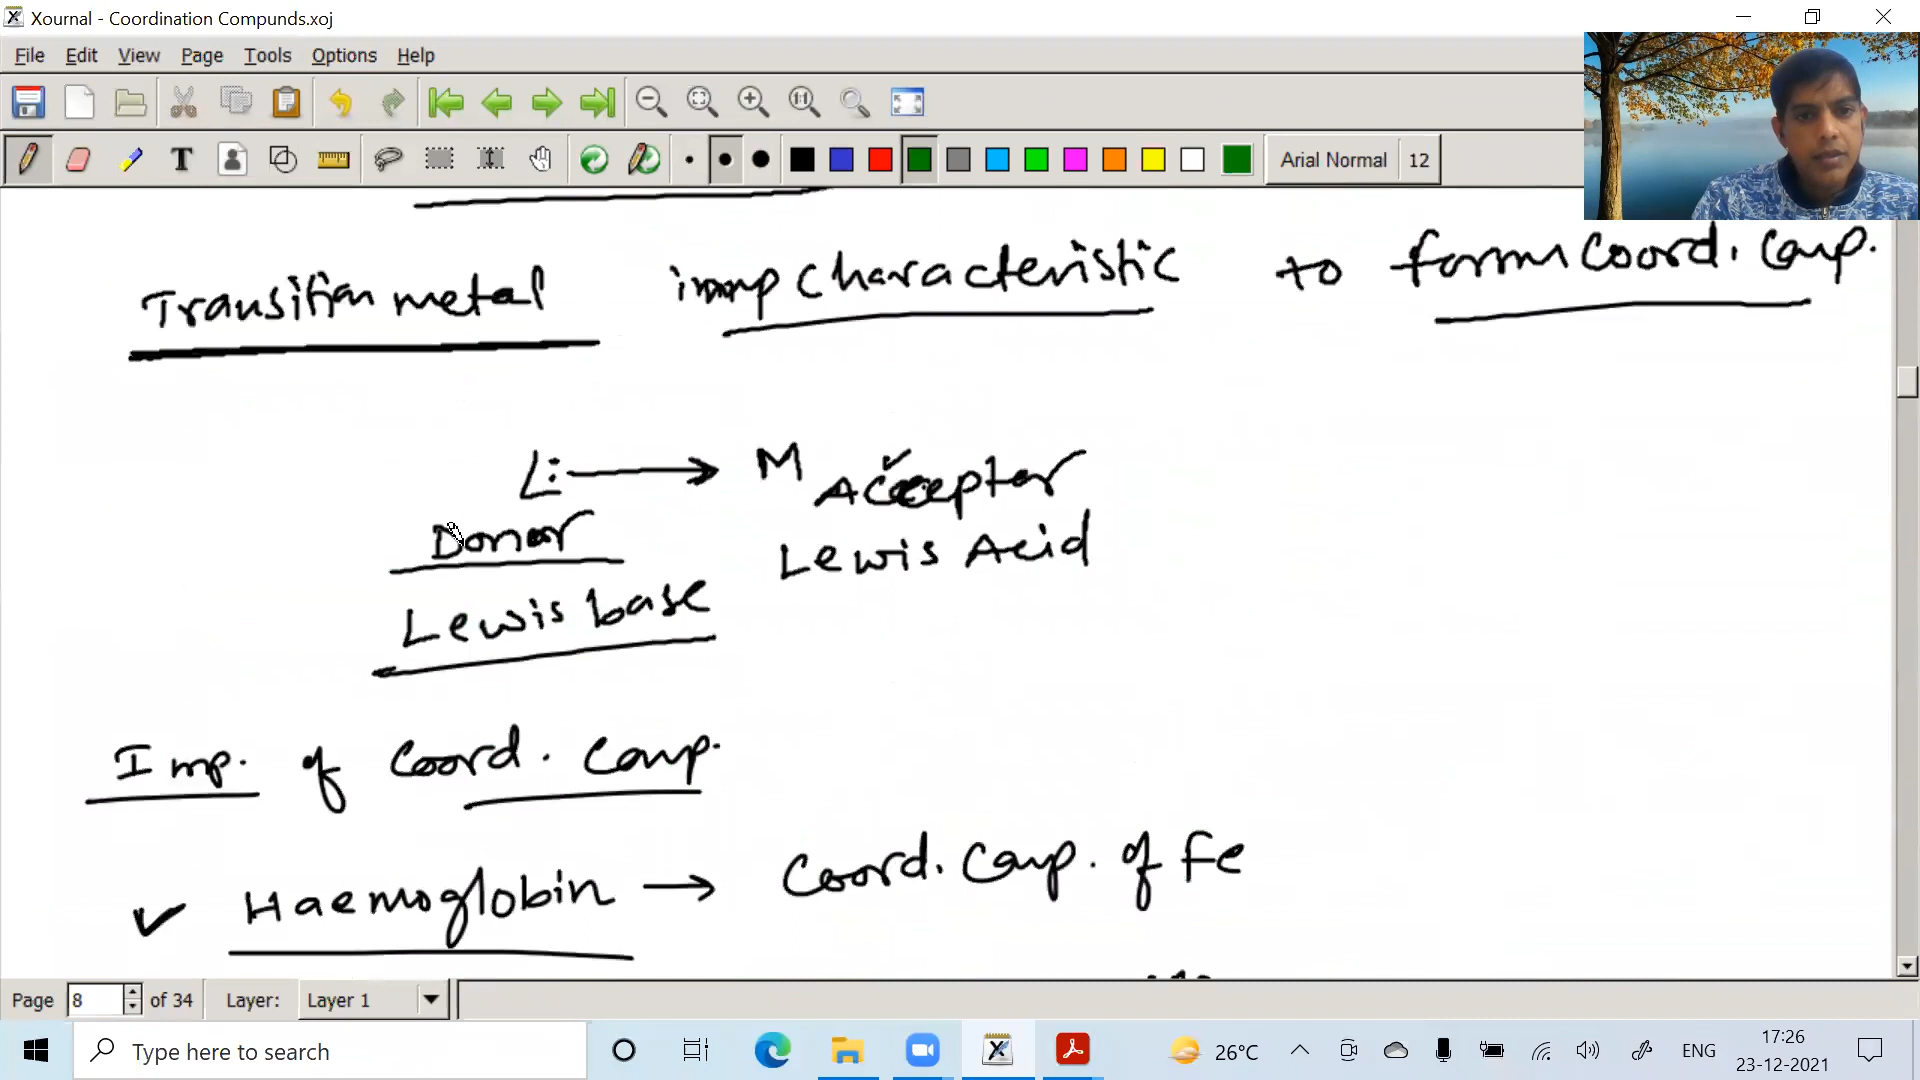 Xournal - Coordination Compunds.xoj
File Edit View Page Tools Options Help
Arial Normal 12
Transition metal imp characteristic to form Coord. Comp.
L: → M Acceptor
Donor Lewis Acid
Lewis base
Imp. of Coord. Comp.
✓ Haemoglobin → Coord. Comp. of Fe
Page 8 of 34 Layer: Layer 1
Type here to search
26°C ENG 17:26
23-12-2021